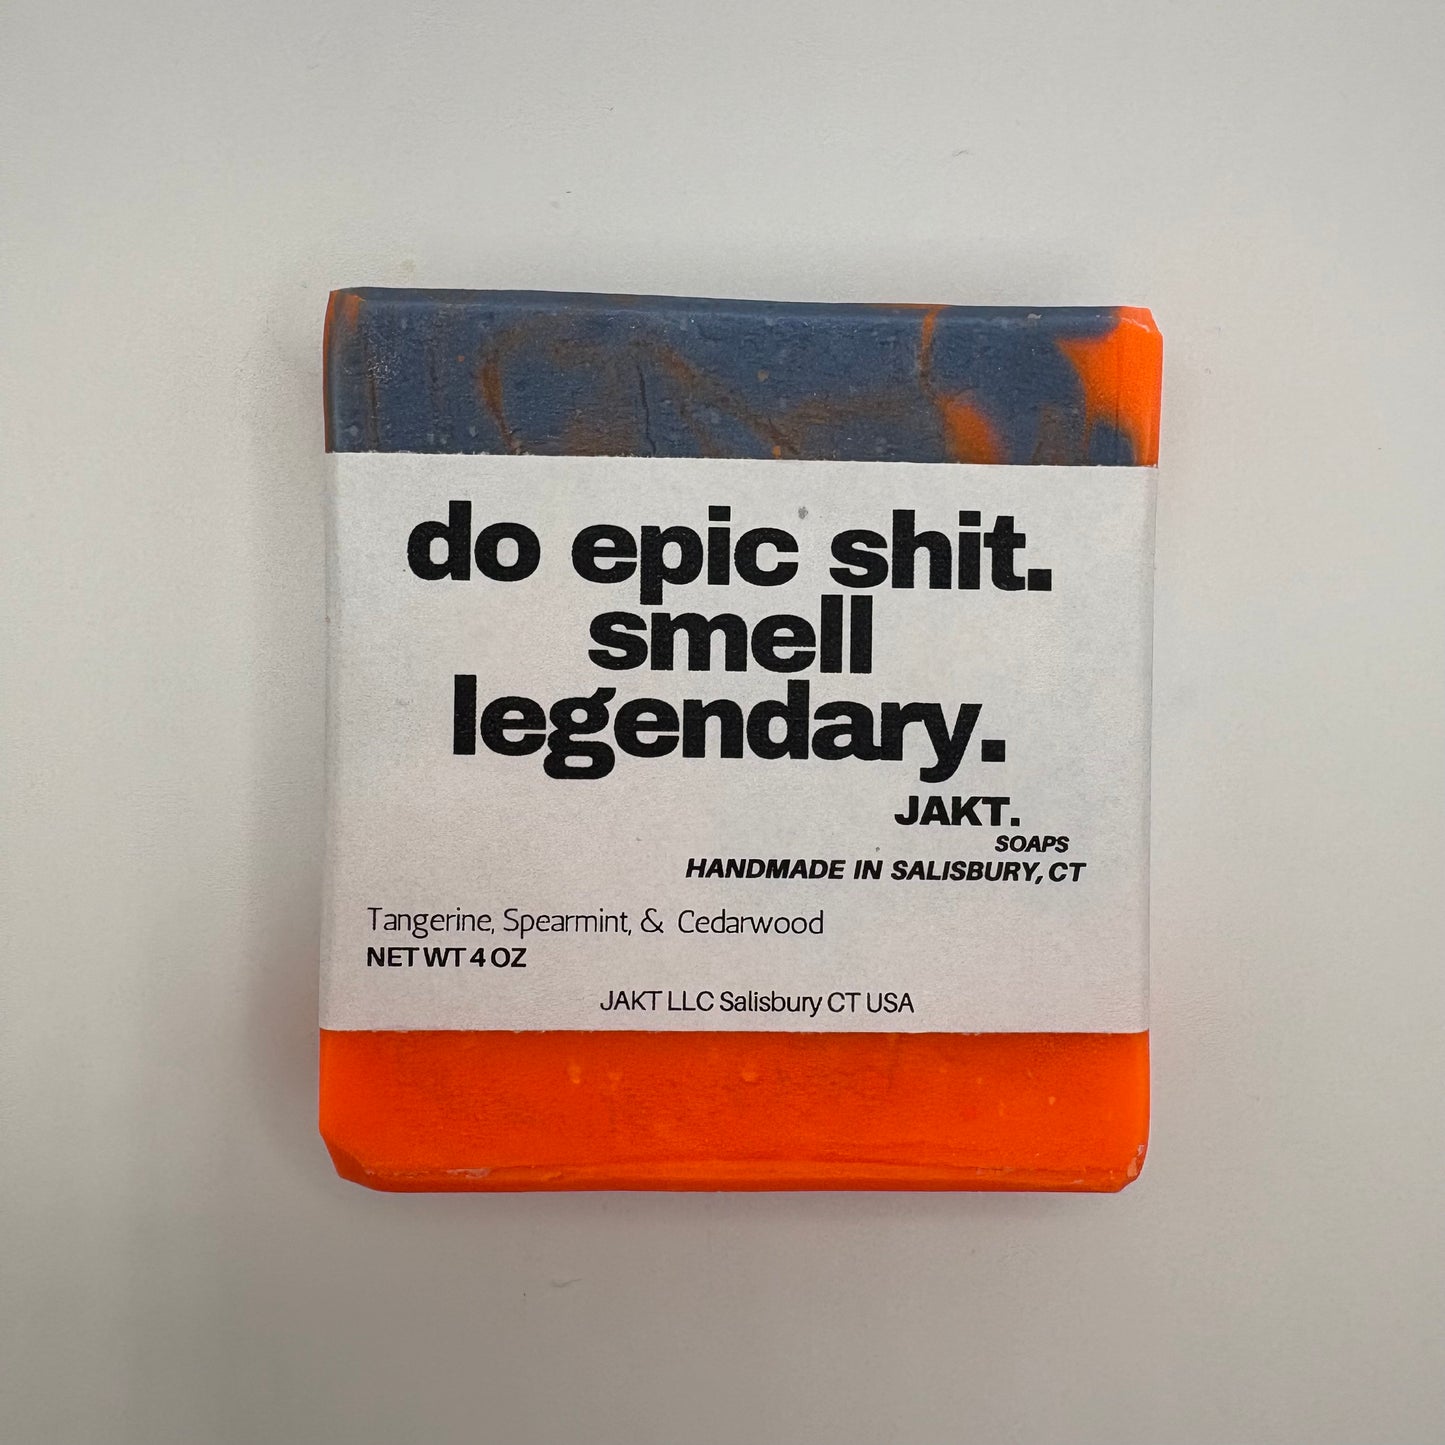 do epic shit.
smell
legendary.
JAKT.
SOAPS
HANDMADE IN SALISBURY, CT
Tangerine, Spearmint, & Cedarwood
NET WT 4 OZ
JAKT LLC Salisbury CT USA